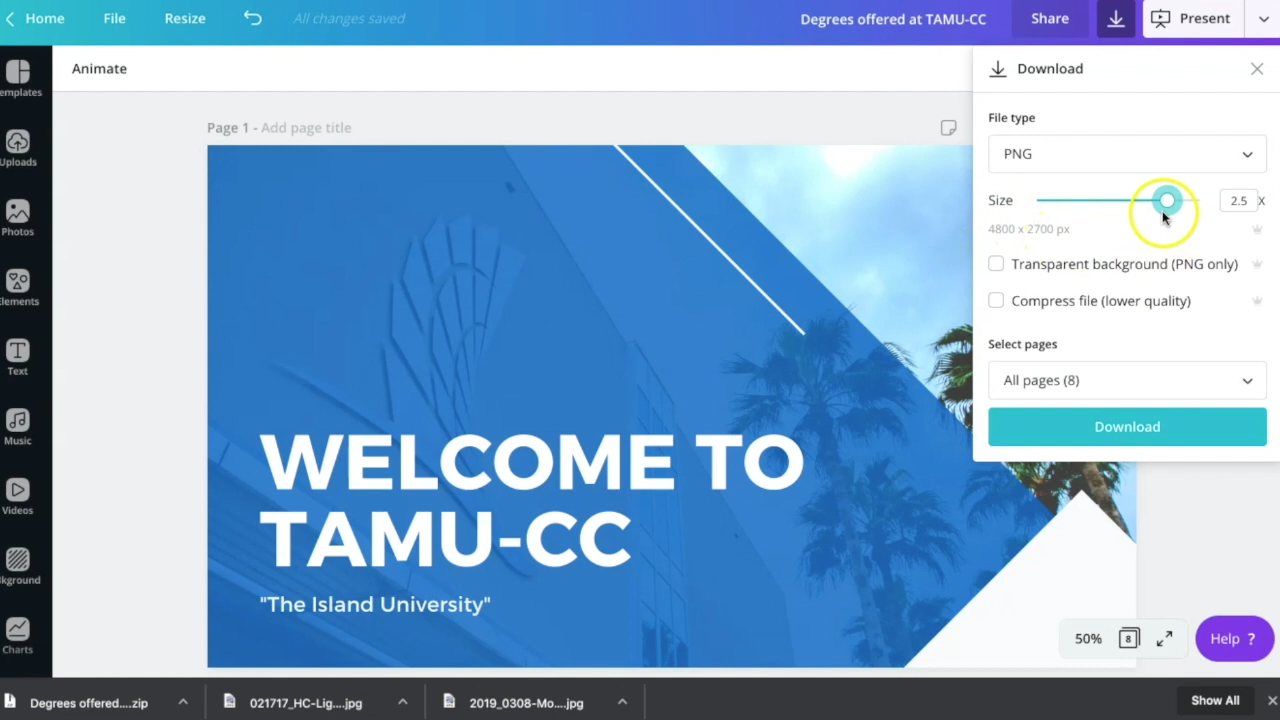 Home File Resize All changes saved Degrees offered at TAMU-CC Share Present
Animate
Download
Page 1 - Add page title
File type
PNG
Size 2.5 X
4800 x 2700 px
Transparent background (PNG only)
Compress file (lower quality)
Select pages
All pages (8)
Download
emplates
Uploads
Photos
Elements
Text
Music
Videos
kground
Charts
WELCOME TO
TAMU-CC
"The Island University"
50% 8 Help ?
Degrees offered....zip 021717_HC-Lig....jpg 2019_0308-Mo....jpg Show All